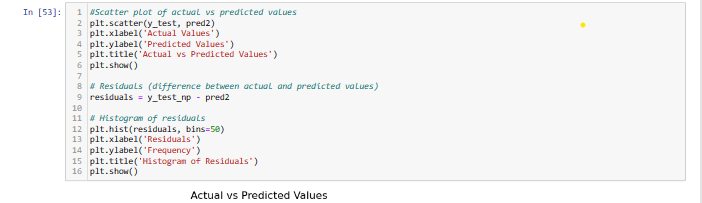 In [53]:
1 #Scatter plot of actual vs predicted values
2 plt.scatter(y_test, pred2)
3 plt.xlabel('Actual Values')
4 plt.ylabel('Predicted Values')
5 plt.title('Actual vs Predicted Values')
6 plt.show()
7
8 # Residuals (difference between actual and predicted values)
9 residuals = y_test_np - pred2
10
11 # Histogram of residuals
12 plt.hist(residuals, bins=50)
13 plt.xlabel('Residuals')
14 plt.ylabel('Frequency')
15 plt.title('Histogram of Residuals')
16 plt.show()
Actual vs Predicted Values